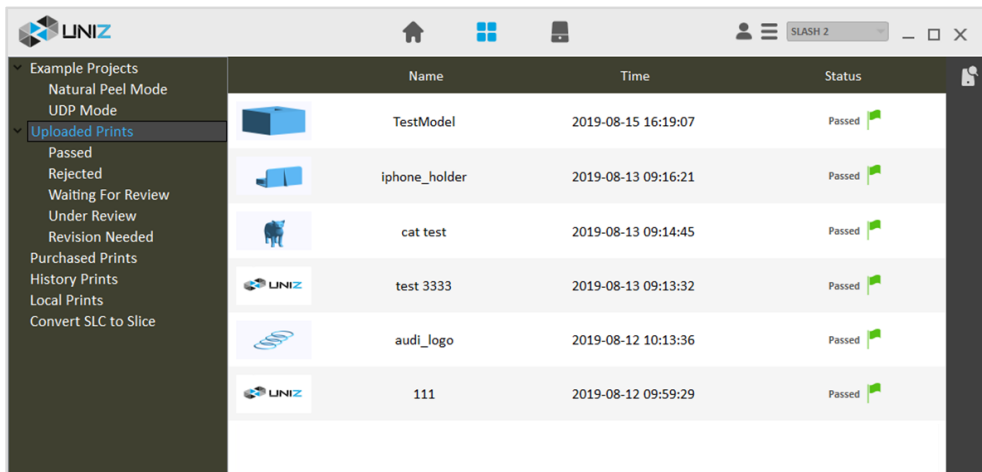 UNIZ
SLASH 2
Example Projects
Natural Peel Mode
UDP Mode
Uploaded Prints
Passed
Rejected
Waiting For Review
Under Review
Revision Needed
Purchased Prints
History Prints
Local Prints
Convert SLC to Slice
Name Time Status
TestModel 2019-08-15 16:19:07 Passed
iphone_holder 2019-08-13 09:16:21 Passed
cat test 2019-08-13 09:14:45 Passed
UNIZ test 3333 2019-08-13 09:13:32 Passed
audi_logo 2019-08-12 10:13:36 Passed
UNIZ 111 2019-08-12 09:59:29 Passed